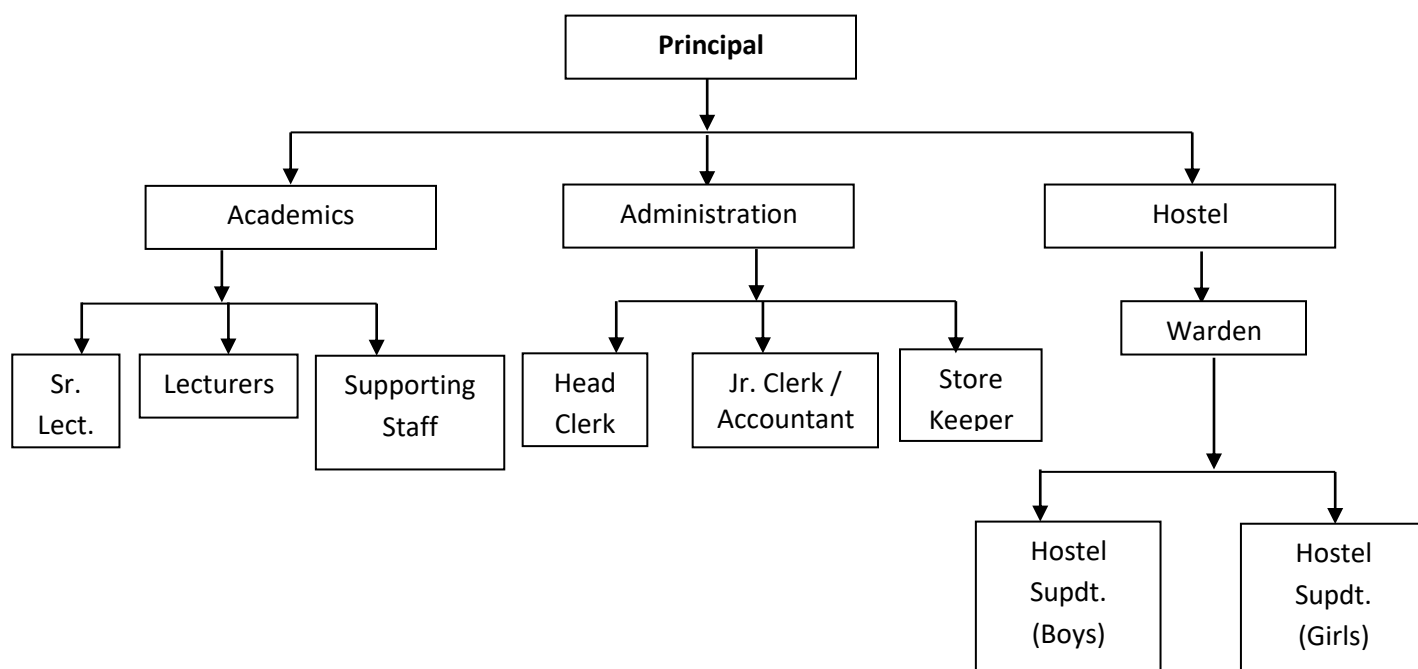 Principal
Academics
Administration
Hostel
Warden
Sr.
Lect.
Lecturers
Supporting
Staff
Head
Clerk
Jr. Clerk /
Accountant
Store
Keeper
Hostel
Supdt.
(Boys)
Hostel
Supdt.
(Girls)